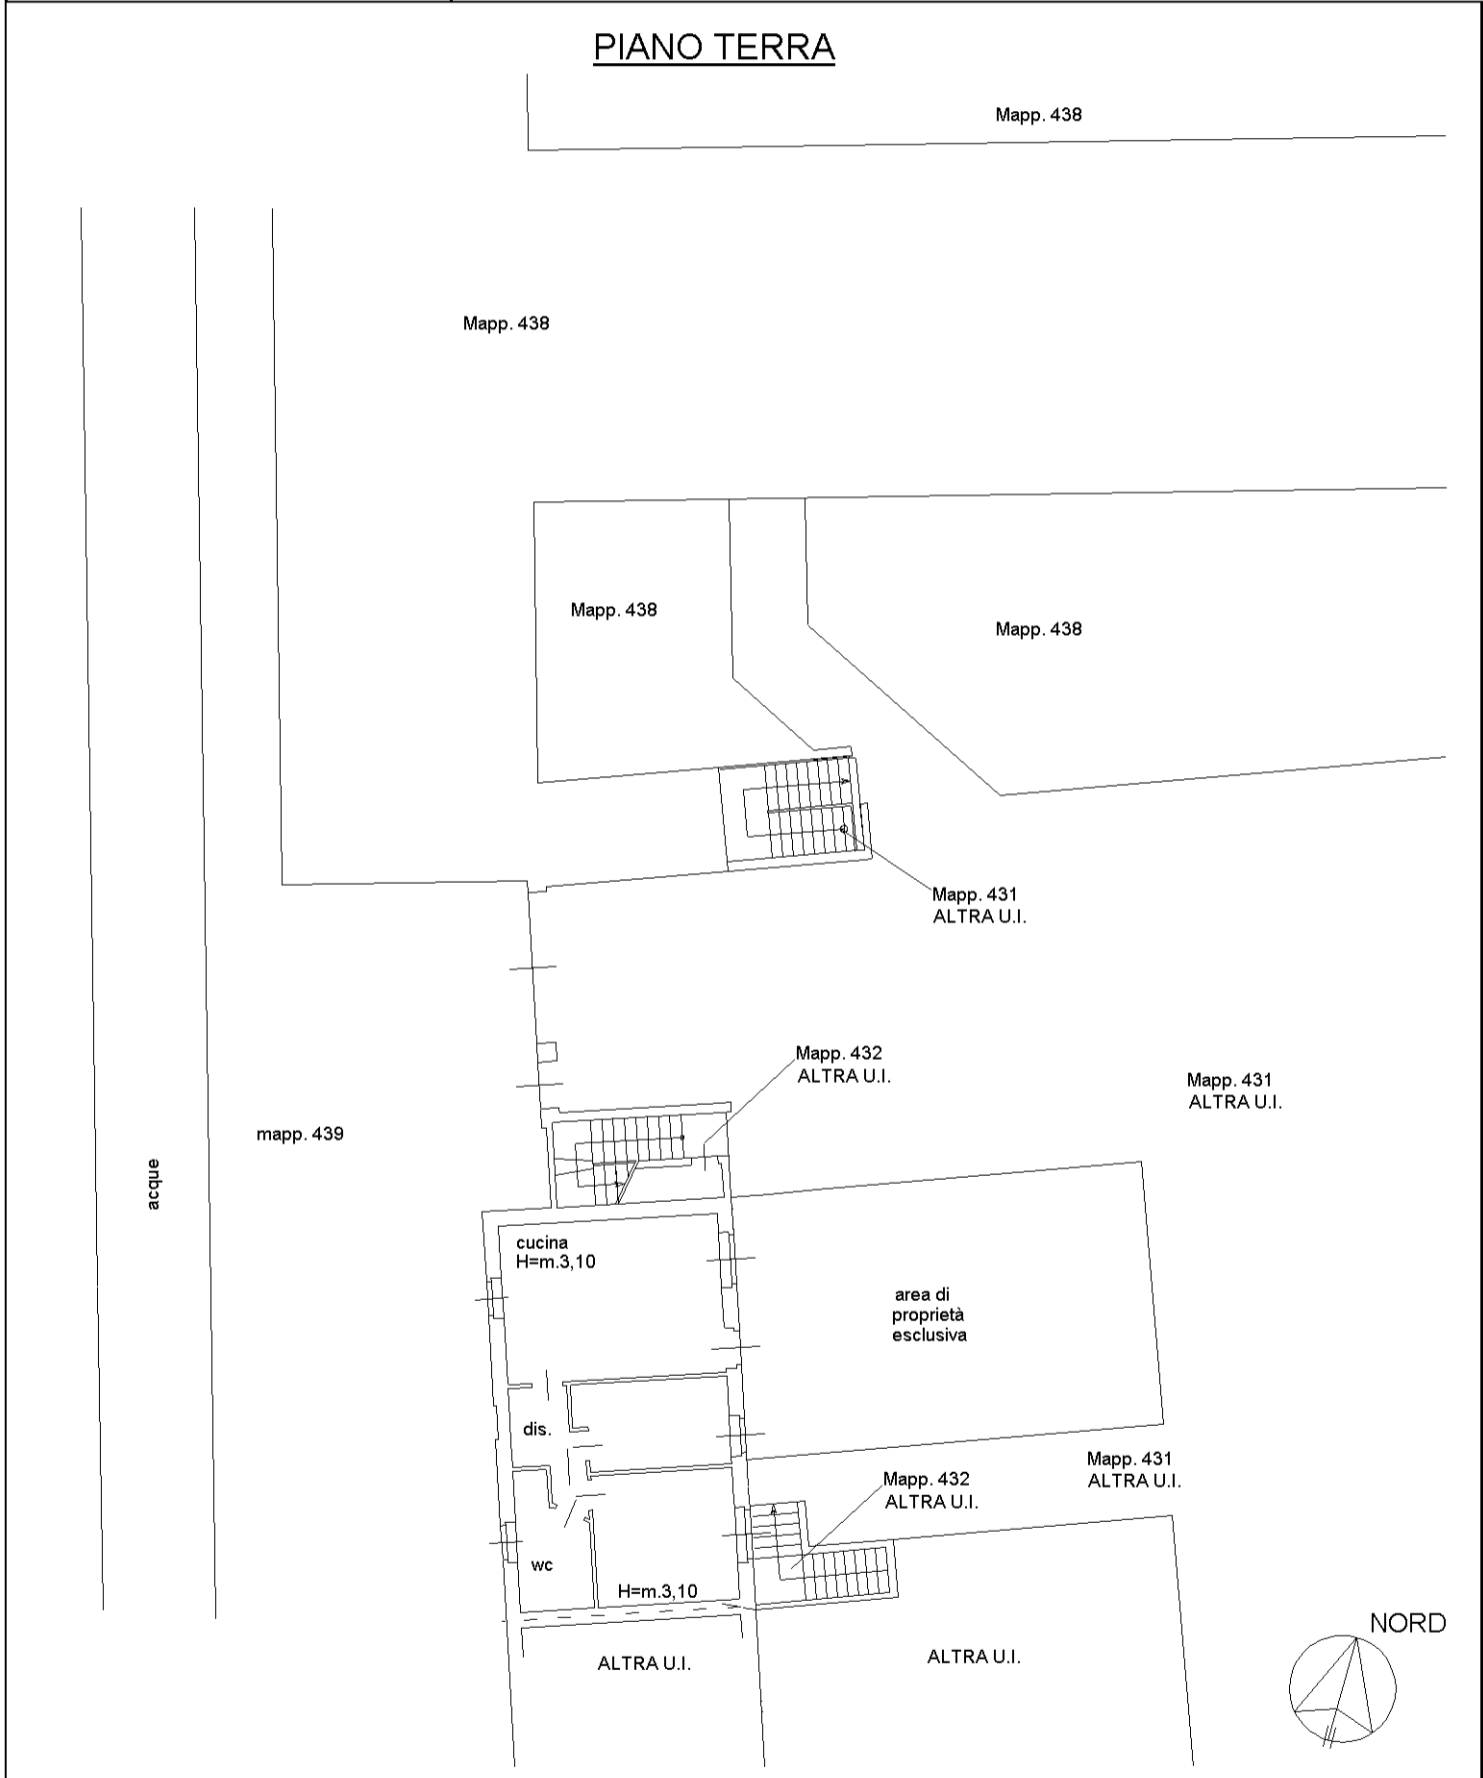 PIANO TERRA
Mapp. 438
Mapp. 438
Mapp. 438
Mapp. 438
Mapp. 431
ALTRA U.I.
Mapp. 432
ALTRA U.I.
Mapp. 431
ALTRA U.I.
mapp. 439
acque
cucina
H=m.3,10
area di
proprietà
esclusiva
dis.
Mapp. 431
ALTRA U.I.
Mapp. 432
ALTRA U.I.
wc
H=m.3,10
NORD
ALTRA U.I.
ALTRA U.I.